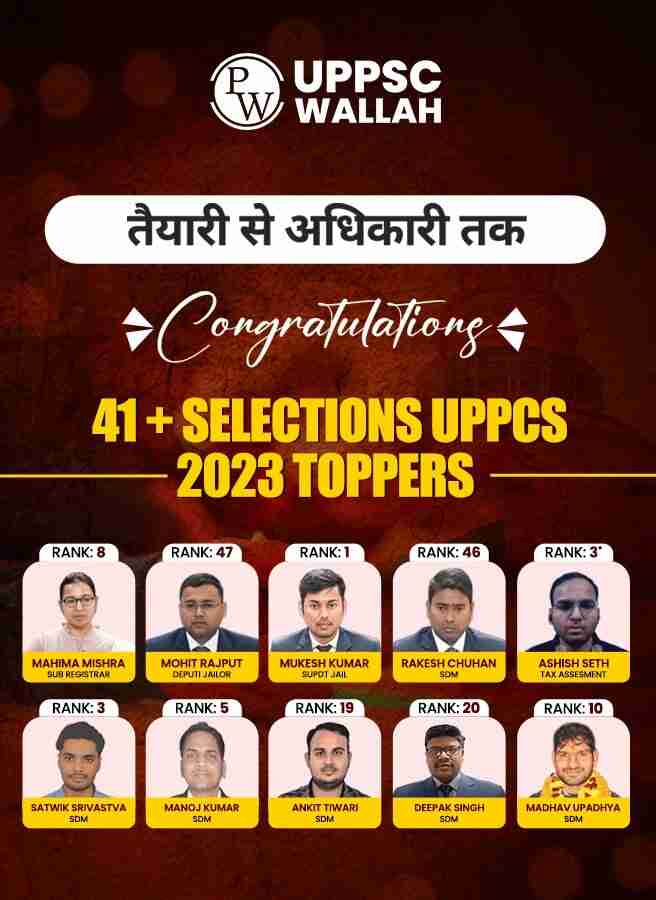 PW UPPSC
WALLAH
तैयारी से अधिकारी तक
Congratulations
41 + SELECTIONS UPPCS
2023 TOPPERS
RANK: 8
MAHIMA MISHRA
SUB REGISTRAR
RANK: 47
MOHIT RAJPUT
DEPUTI JAILOR
RANK: 1
MUKESH KUMAR
SUPDT JAIL
RANK: 46
RAKESH CHUHAN
SDM
RANK: 3*
ASHISH SETH
TAX ASSESMENT
RANK: 3
SATWIK SRIVASTVA
SDM
RANK: 5
MANOJ KUMAR
SDM
RANK: 19
ANKIT TIWARI
SDM
RANK: 20
DEEPAK SINGH
SDM
RANK: 10
MADHAV UPADHYA
SDM